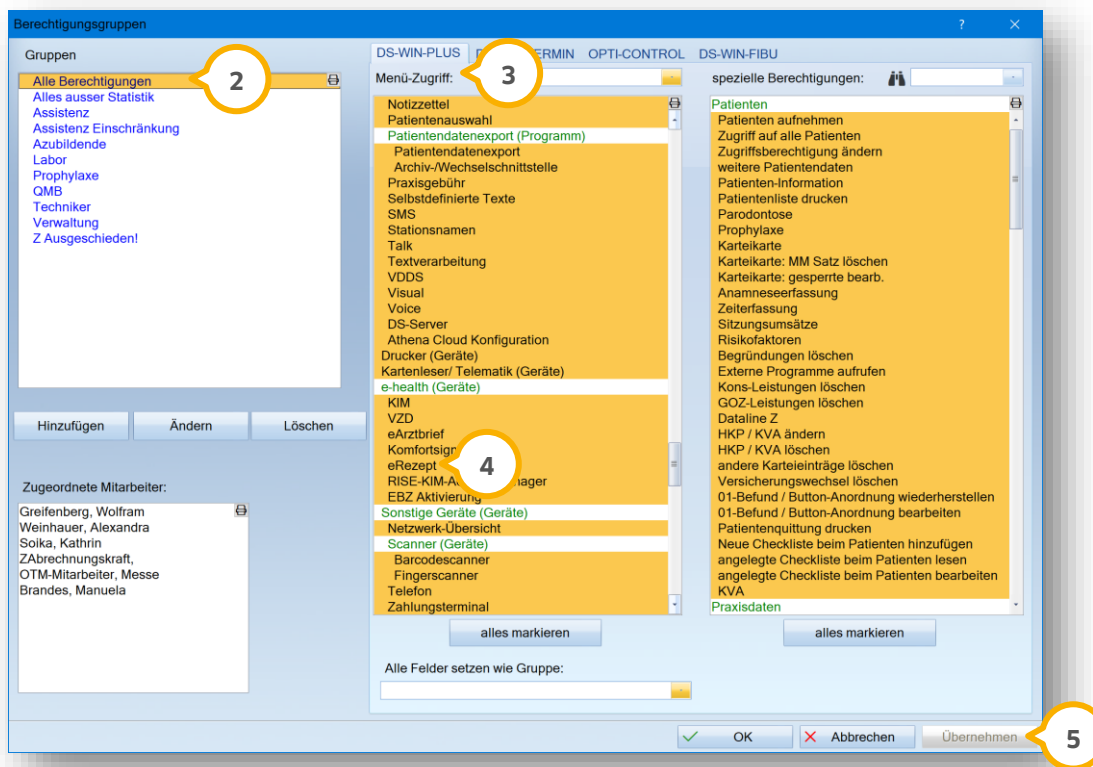 Berechtigungsgruppen
?
Gruppen
Alle Berechtigungen
Alles ausser Statistik
Assistenz
Assistenz Einschränkung
Azubildende
Labor
Prophylaxe
QMB
Techniker
Verwaltung
Z Ausgeschieden!
2
Hinzufügen
Ändern
Löschen
Zugeordnete Mitarbeiter:
Greifenberg, Wolfram
Weinhauer, Alexandra
Soika, Kathrin
ZAbrechnungskraft,
OTM-Mitarbeiter, Messe
Brandes, Manuela
DS-WIN-PLUS
ERMIN
OPTI-CONTROL
DS-WIN-FIBU
Menü-Zugriff:
3
Notizzettel
Patientenauswahl
Patientendatenexport (Programm)
Patientendatenexport
Archiv-/Wechselschnittstelle
Praxisgebühr
Selbstdefinierte Texte
SMS
Stationsnamen
Talk
Textverarbeitung
VDDS
Visual
Voice
DS-Server
Athena Cloud Konfiguration
Drucker (Geräte)
Kartenleser/ Telematik (Geräte)
e-health (Geräte)
KIM
VZD
eArztbrief
Komfortsig
eRezept
4
RISE-KIM-A nager
EBZ Aktivierung
Sonstige Geräte (Geräte)
Netzwerk-Übersicht
Scanner (Geräte)
Barcodescanner
Fingerscanner
Telefon
Zahlungsterminal
alles markieren
Alle Felder setzen wie Gruppe:
spezielle Berechtigungen:
Patienten
Patienten aufnehmen
Zugriff auf alle Patienten
Zugriffsberechtigung ändern
weitere Patientendaten
Patienten-Information
Patientenliste drucken
Parodontose
Prophylaxe
Karteikarte
Karteikarte: MM Satz löschen
Karteikarte: gesperrte bearb.
Anamneseerfassung
Zeiterfassung
Sitzungsumsätze
Risikofaktoren
Begründungen löschen
Externe Programme aufrufen
Kons-Leistungen löschen
GOZ-Leistungen löschen
Dataline Z
HKP / KVA ändern
HKP / KVA löschen
andere Karteieinträge löschen
Versicherungswechsel löschen
01-Befund / Button-Anordnung wiederherstellen
01-Befund / Button-Anordnung bearbeiten
Patientenquittung drucken
Neue Checkliste beim Patienten hinzufügen
angelegte Checkliste beim Patienten lesen
angelegte Checkliste beim Patienten bearbeiten
KVA
Praxisdaten
alles markieren
OK
Abbrechen
Übernehmen
5